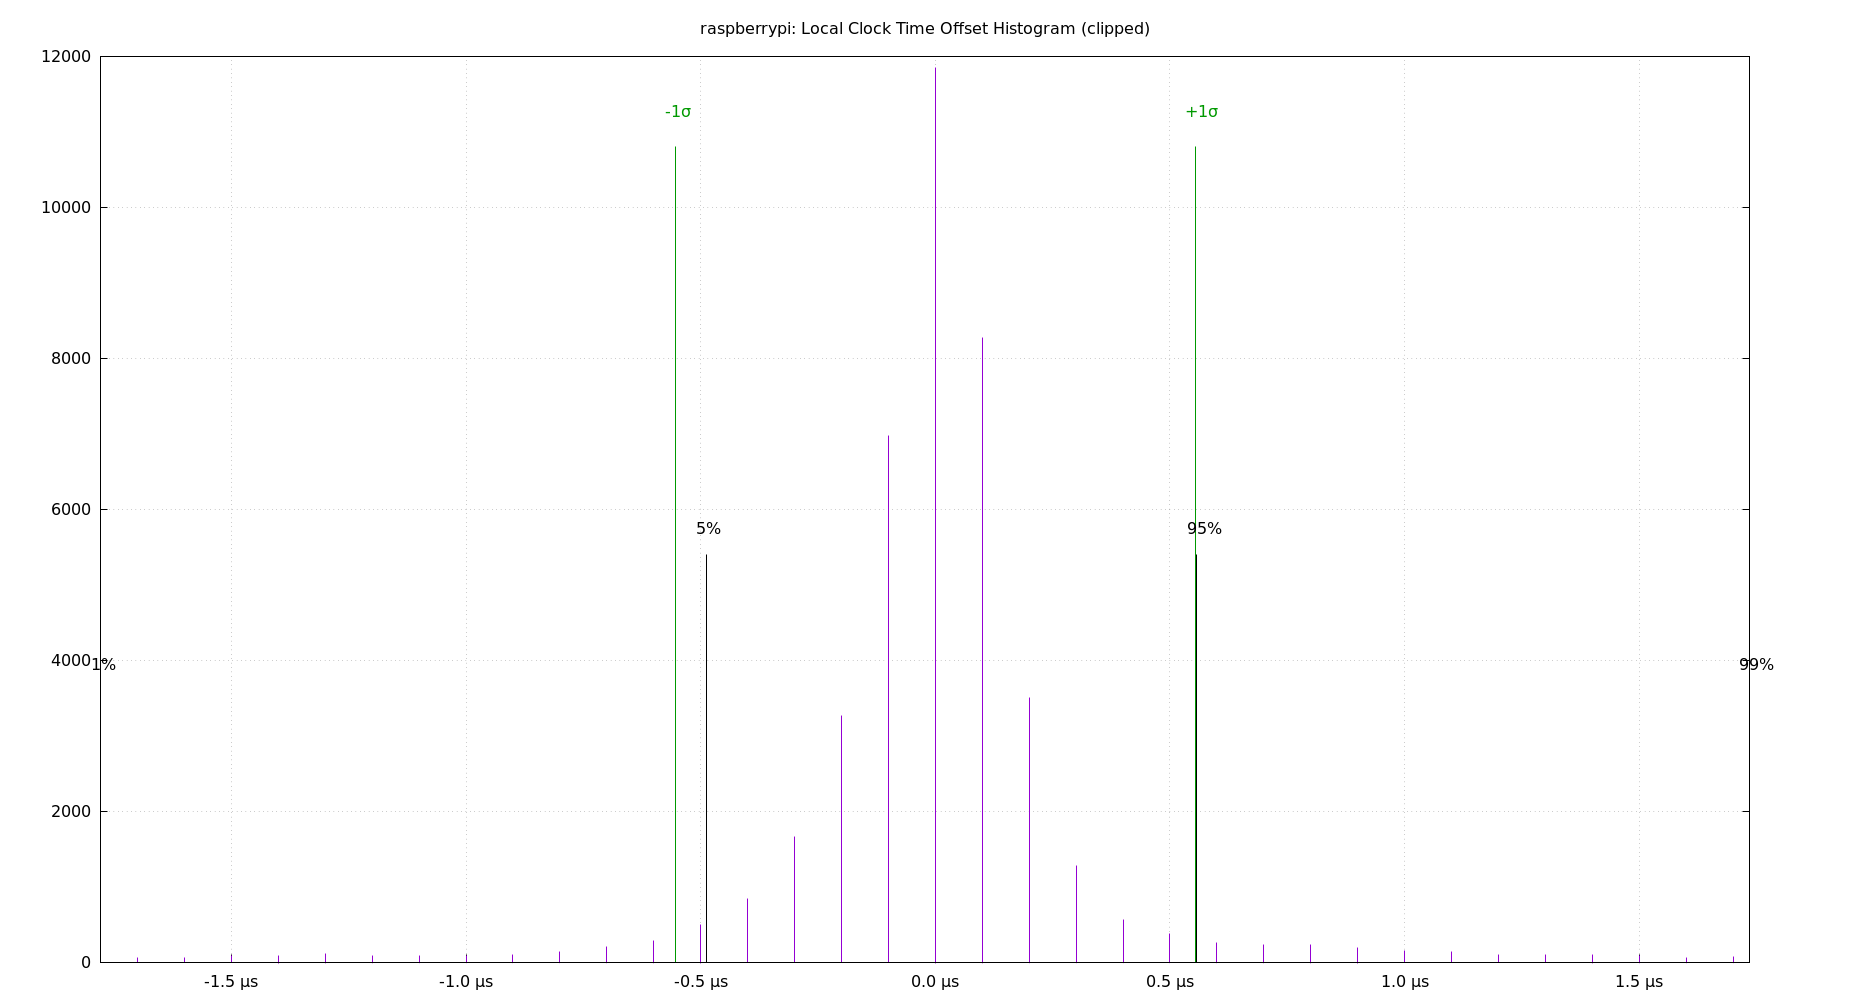 raspberrypi: Local Clock Time Offset Histogram (clipped)
12000
-1σ +1σ
10000
8000
6000
5% 95%
4000 1% 99%
2000
0
-1.5 μs -1.0 μs -0.5 μs 0.0 μs 0.5 μs 1.0 μs 1.5 μs